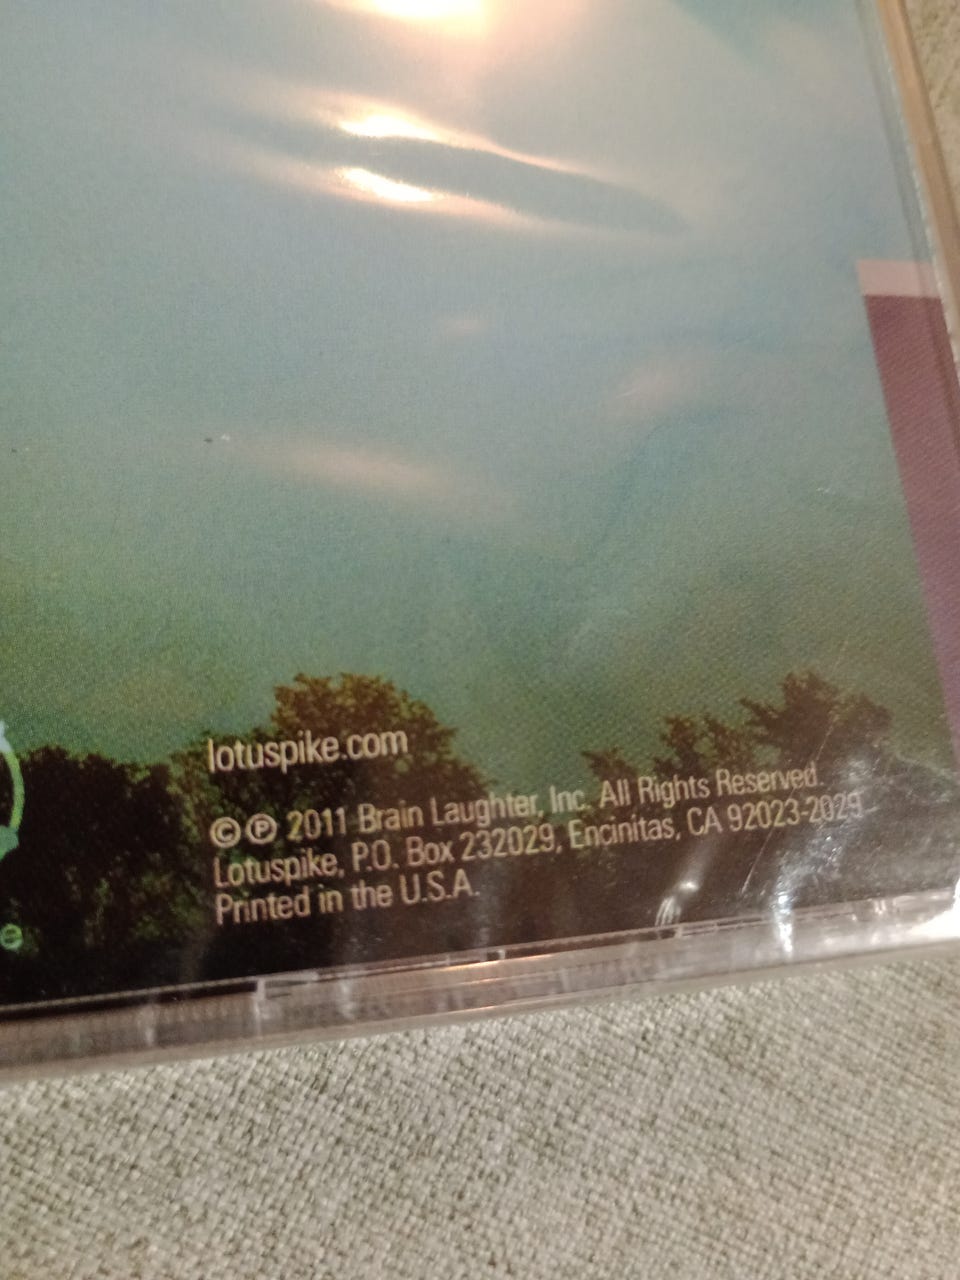 lotuspike.com
© ℗ 2011 Brain Laughter, Inc. All Rights Reserved.
Lotuspike, P.O. Box 232029, Encinitas, CA 92023-2029
Printed in the U.S.A.
e